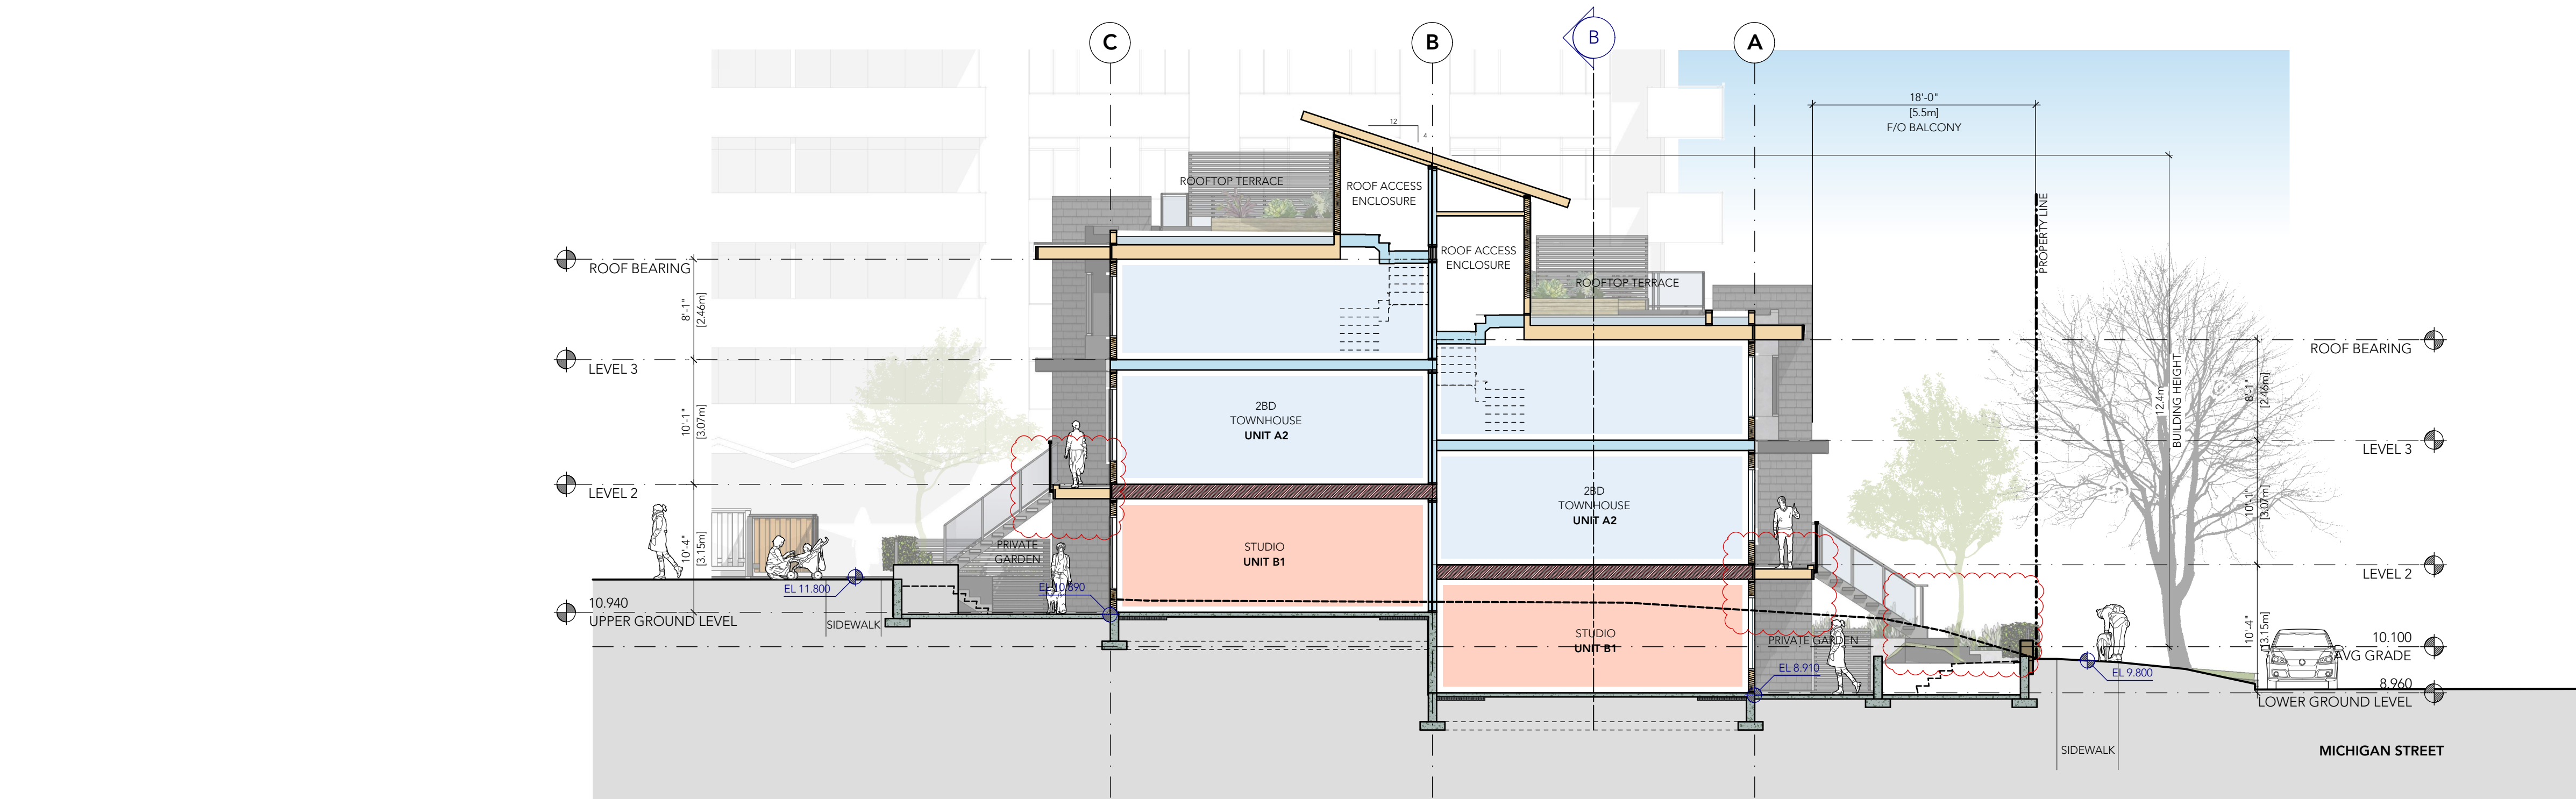 C
B
B
A
18'-0"
[5.5m]
F/O BALCONY
12
4
ROOFTOP TERRACE
ROOF ACCESS
ENCLOSURE
PROPERTY LINE
ROOF ACCESS
ENCLOSURE
ROOFTOP TERRACE
ROOF BEARING
8'-1"
[2.46m]
LEVEL 3
10'-1"
[3.07m]
LEVEL 2
10'-4"
[3.15m]
10.940
UPPER GROUND LEVEL
EL 11.800
SIDEWALK
PRIVATE
GARDEN
EL 10.890
2BD
TOWNHOUSE
UNIT A2
STUDIO
UNIT B1
2BD
TOWNHOUSE
UNIT A2
STUDIO
UNIT B1
PRIVATE GARDEN
EL 8.910
12.4m
BUILDING HEIGHT
ROOF BEARING
8'-1"
[2.46m]
LEVEL 3
10'-1"
[3.07m]
LEVEL 2
10'-4"
[3.15m]
10.100
AVG GRADE
EL 9.800
8.960
LOWER GROUND LEVEL
SIDEWALK
MICHIGAN STREET